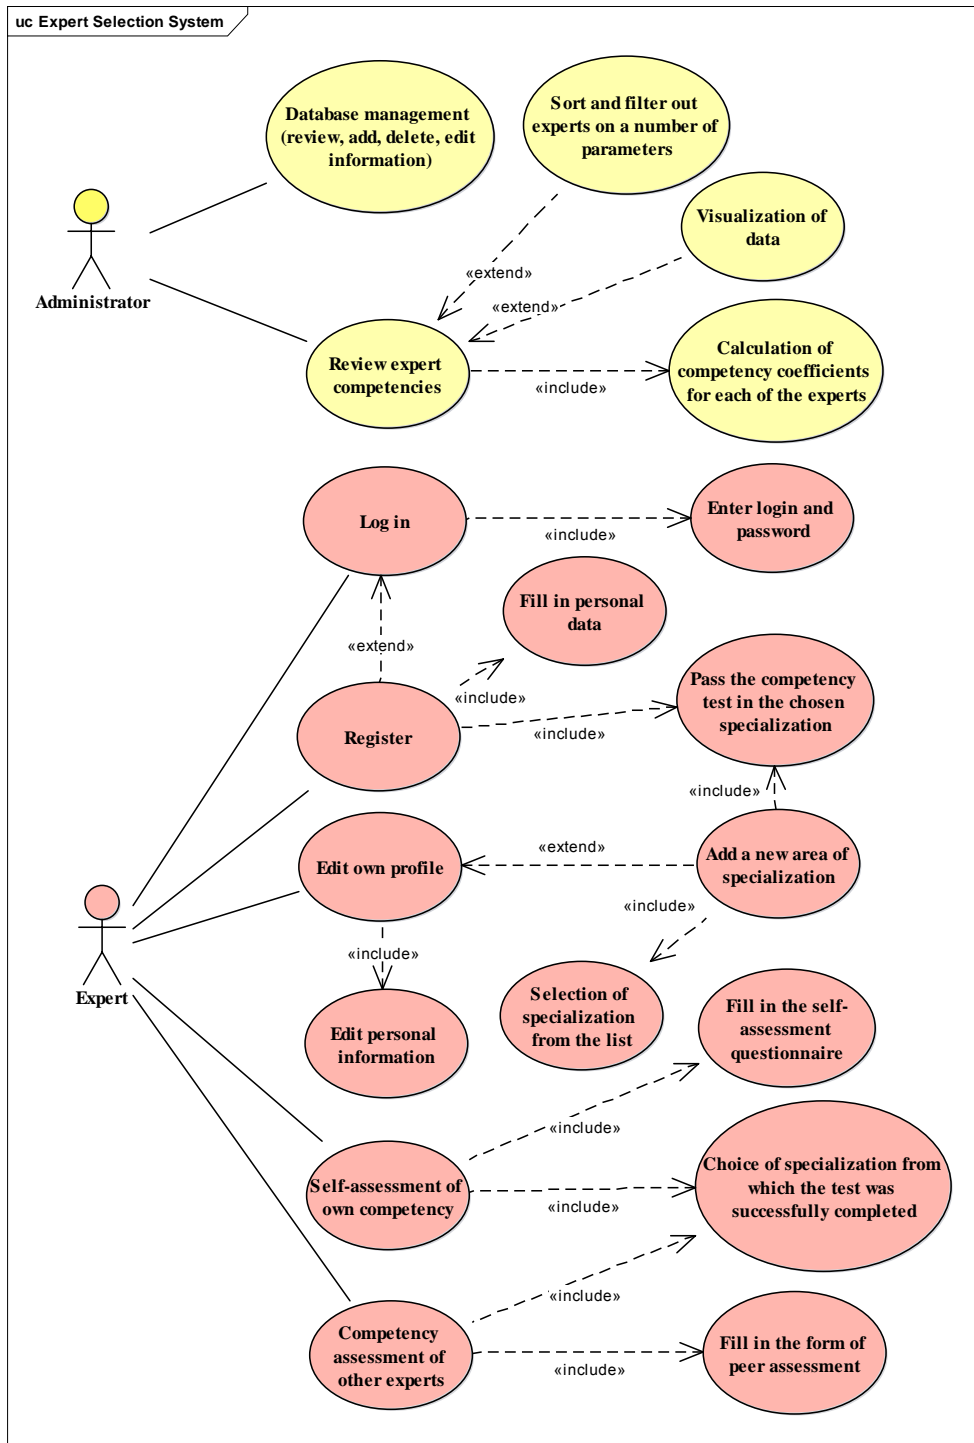 uc Expert Selection System
Database management
(review, add, delete, edit
information)
Sort and filter out
experts on a number of
parameters
Visualization of
data
Administrator
«extend»
«extend»
Review expert
competencies
«include»
Calculation of
competency coefficients
for each of the experts
Log in
«include»
Enter login and
password
Fill in personal
data
«extend»
«include»
Register
«include»
Pass the competency
test in the chosen
specialization
«include»
Edit own profile
«extend»
Add a new area of
specialization
«include»
«include»
Expert
Edit personal
information
Selection of
specialization
from the list
Fill in the self-
assessment
questionnaire
«include»
Self-assessment of
own competency
«include»
Choice of specialization from
which the test was
successfully completed
«include»
Competency
assessment of
other experts
«include»
Fill in the form of
peer assessment